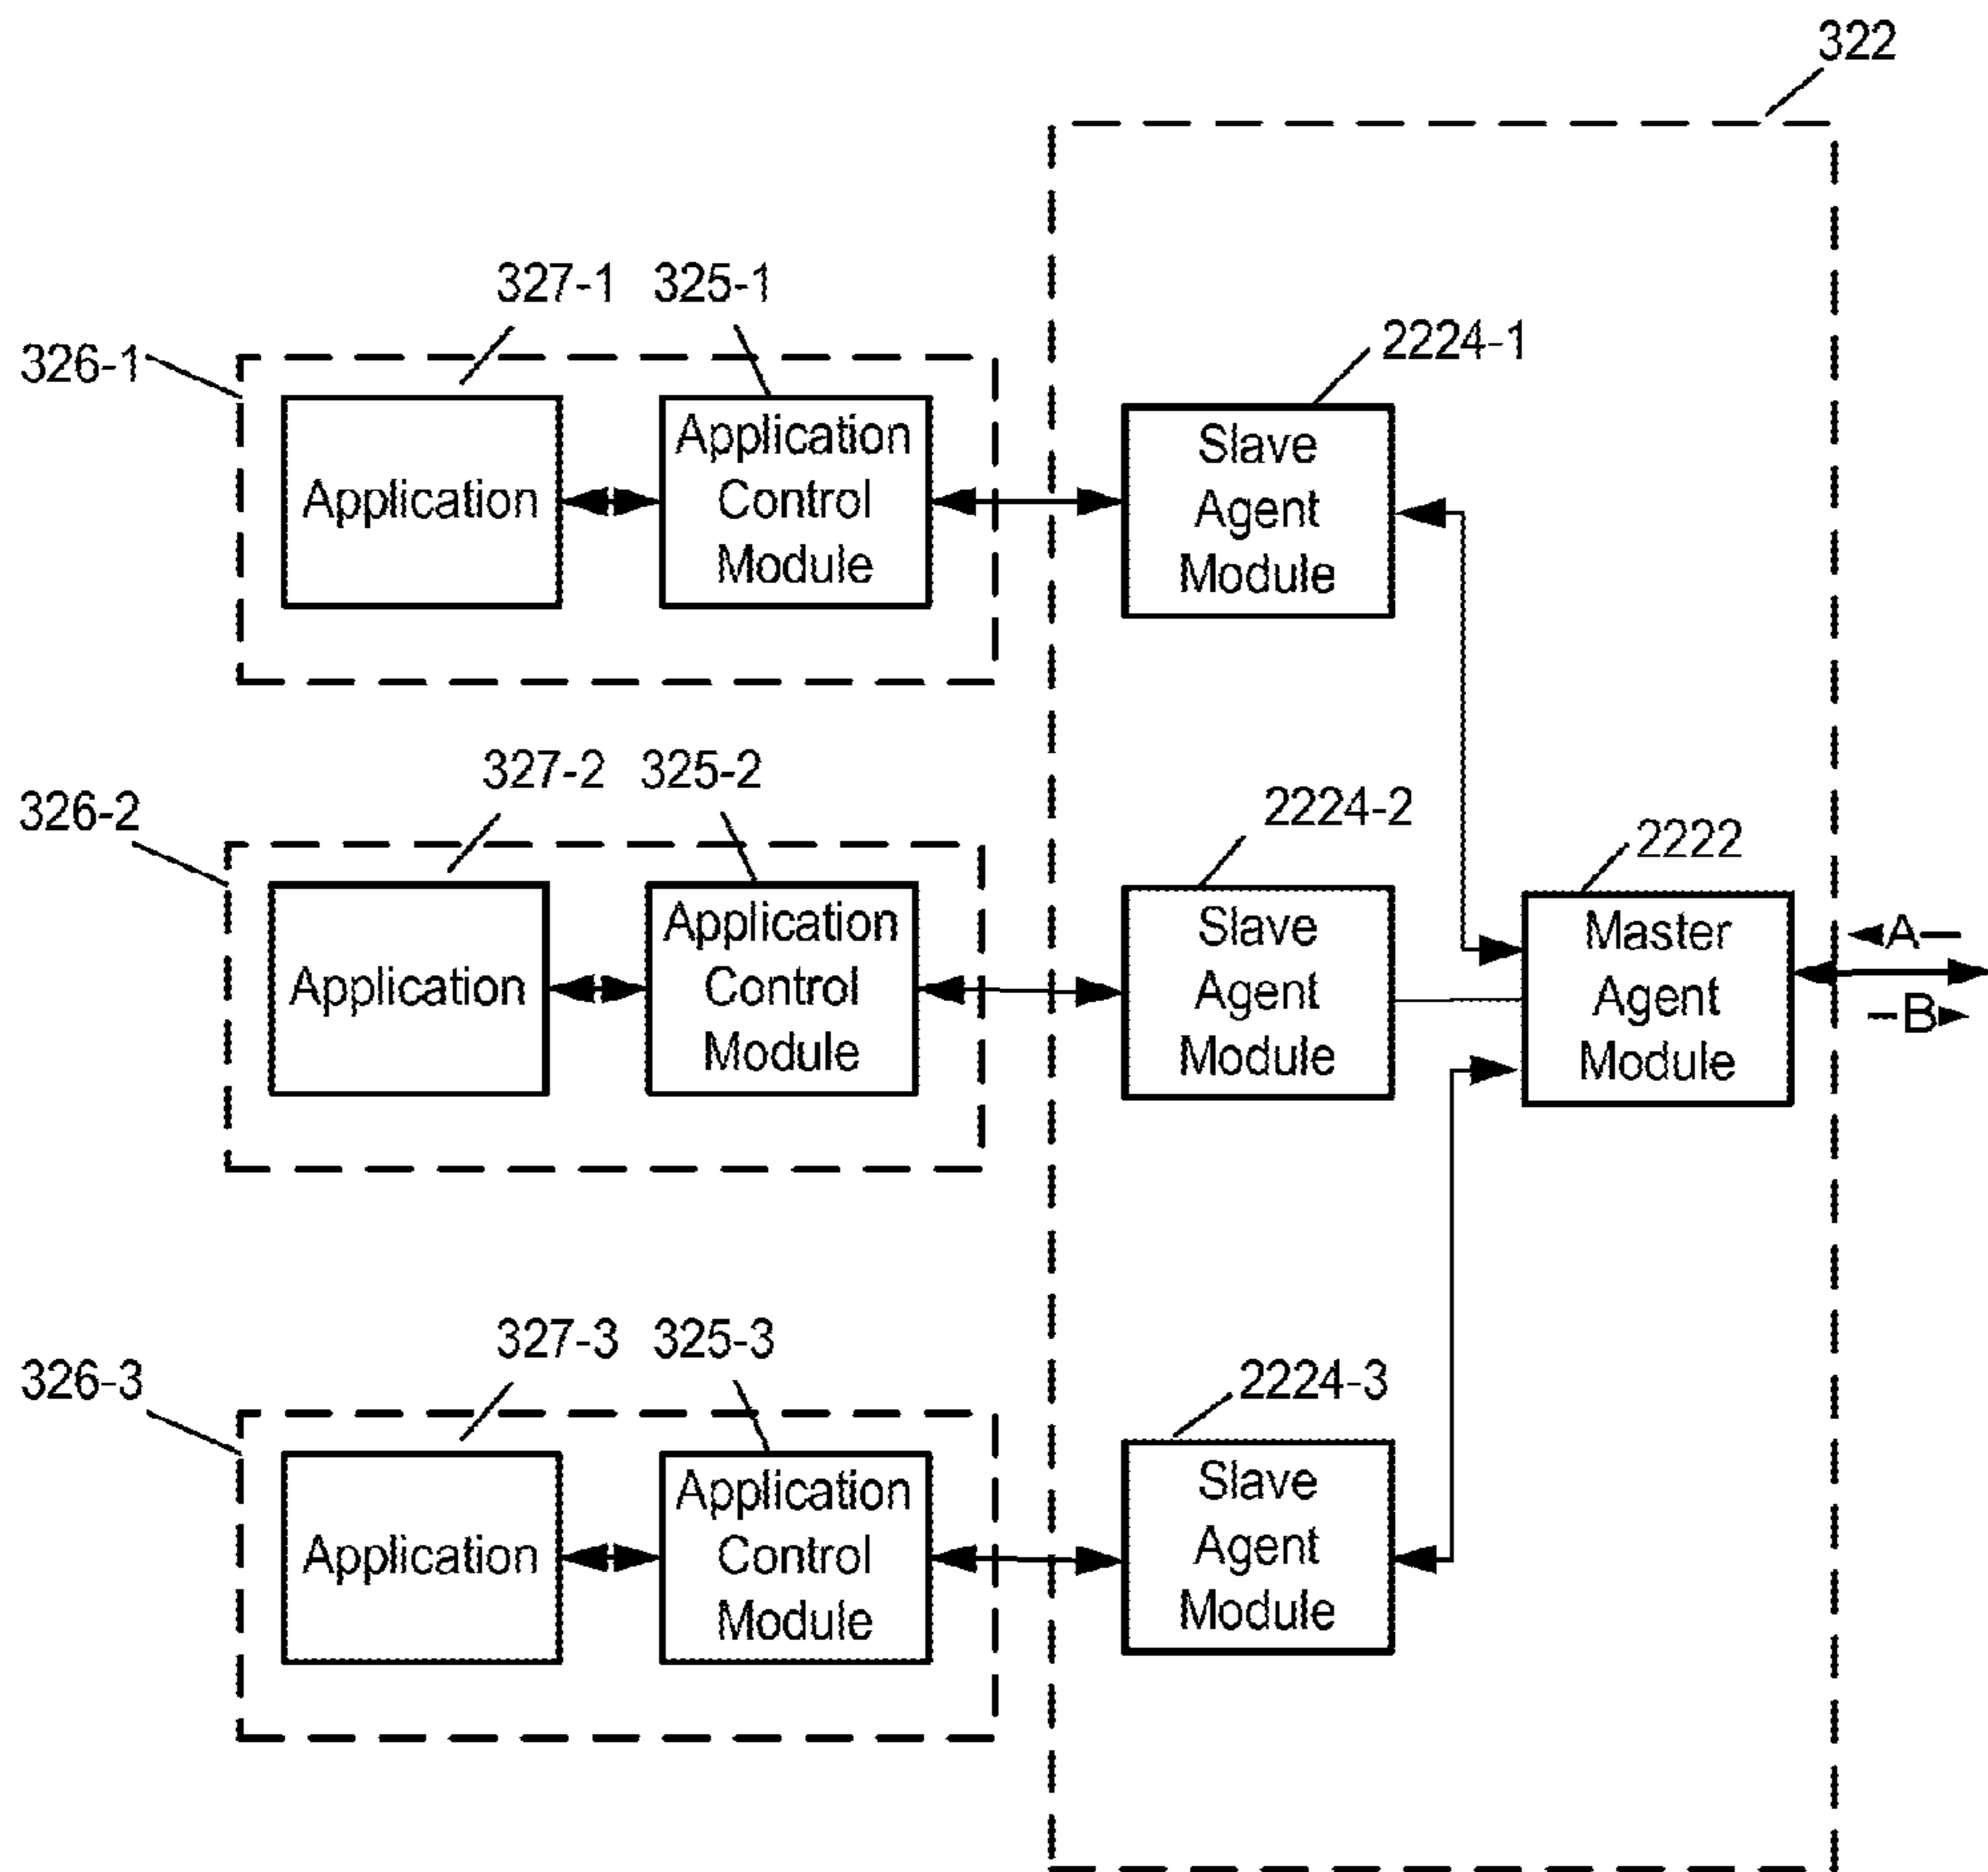 322
327-1 325-1
326-1
2224-1
Application
Application
Control
Module
Slave
Agent
Module
327-2 325-2
326-2
2224-2
2222
Application
Application
Control
Module
Slave
Agent
Module
Master
Agent
Module
A
B
327-3 325-3
326-3
2224-3
Application
Application
Control
Module
Slave
Agent
Module